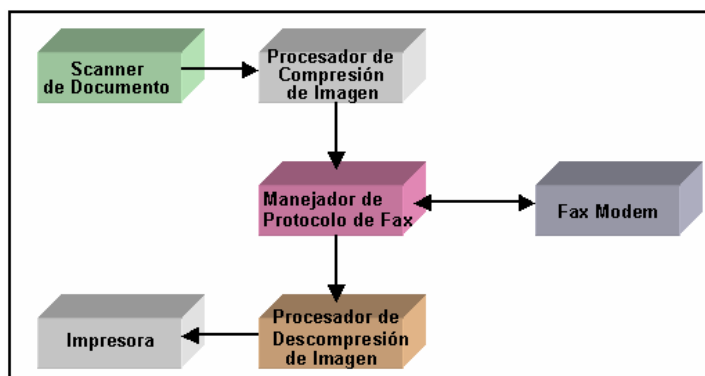 Scanner
de Documento
Procesador de
Compresión
de Imagen
Manejador de
Protocolo de Fax
Fax Modem
Impresora
Procesador de
Descompresión
de Imagen